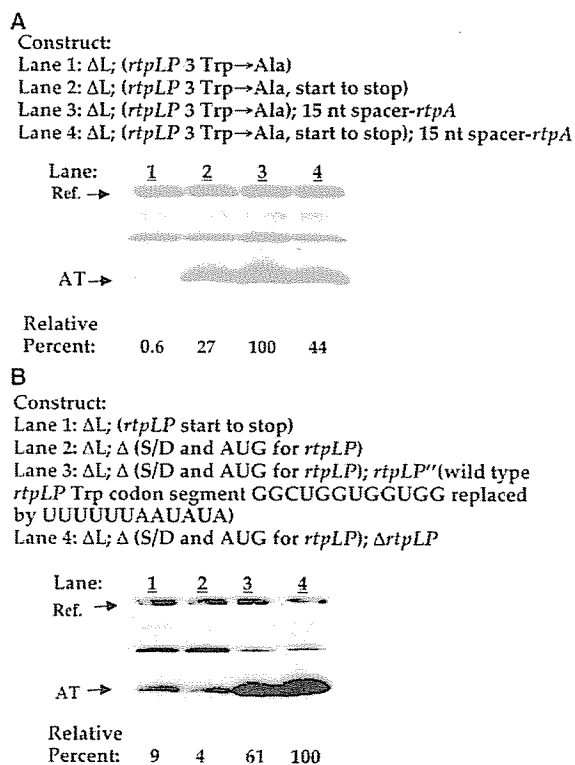 A
Construct:
Lane 1: ΔL; (rtpLP 3 Trp→Ala)
Lane 2: ΔL; (rtpLP 3 Trp→Ala, start to stop)
Lane 3: ΔL; (rtpLP 3 Trp→Ala); 15 nt spacer-rtpA
Lane 4: ΔL; (rtpLP 3 Trp→Ala, start to stop); 15 nt spacer-rtpA
Lane: 1 2 3 4
Ref. →
AT→
Relative
Percent: 0.6 27 100 44
B
Construct:
Lane 1: ΔL; (rtpLP start to stop)
Lane 2: ΔL; Δ (S/D and AUG for rtpLP)
Lane 3: ΔL; Δ (S/D and AUG for rtpLP); rtpLP"(wild type
rtpLP Trp codon segment GGCUGGUGGUGG replaced
by UUUUUUAAUAUA)
Lane 4: ΔL; Δ (S/D and AUG for rtpLP); ΔrtpLP
Lane: 1 2 3 4
Ref. →
AT →
Relative
Percent: 9 4 61 100